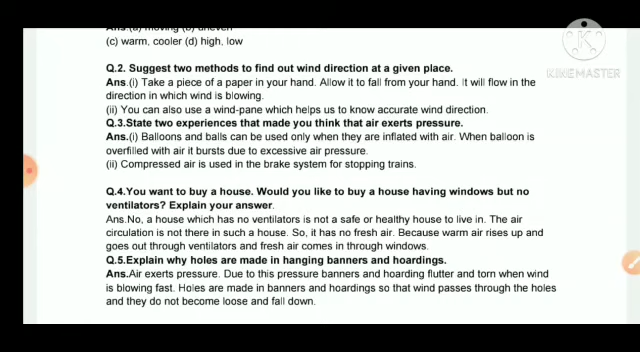 Ans.(a) moving (b) uneven
(c) warm, cooler (d) high, low
KINEMASTER
Q.2. Suggest two methods to find out wind direction at a given place.
Ans.(i) Take a piece of a paper in your hand. Allow it to fall from your hand. It will flow in the
direction in which wind is blowing.
(ii) You can also use a wind-pane which helps us to know accurate wind direction.
Q.3.State two experiences that made you think that air exerts pressure.
Ans.(i) Balloons and balls can be used only when they are inflated with air. When balloon is
overfilled with air it bursts due to excessive air pressure.
(ii) Compressed air is used in the brake system for stopping trains.
Q.4.You want to buy a house. Would you like to buy a house having windows but no
ventilators? Explain your answer.
Ans.No, a house which has no ventilators is not a safe or healthy house to live in. The air
circulation is not there in such a house. So, it has no fresh air. Because warm air rises up and
goes out through ventilators and fresh air comes in through windows.
Q.5.Explain why holes are made in hanging banners and hoardings.
Ans.Air exerts pressure. Due to this pressure banners and hoarding flutter and torn when wind
is blowing fast. Holes are made in banners and hoardings so that wind passes through the holes
and they do not become loose and fall down.